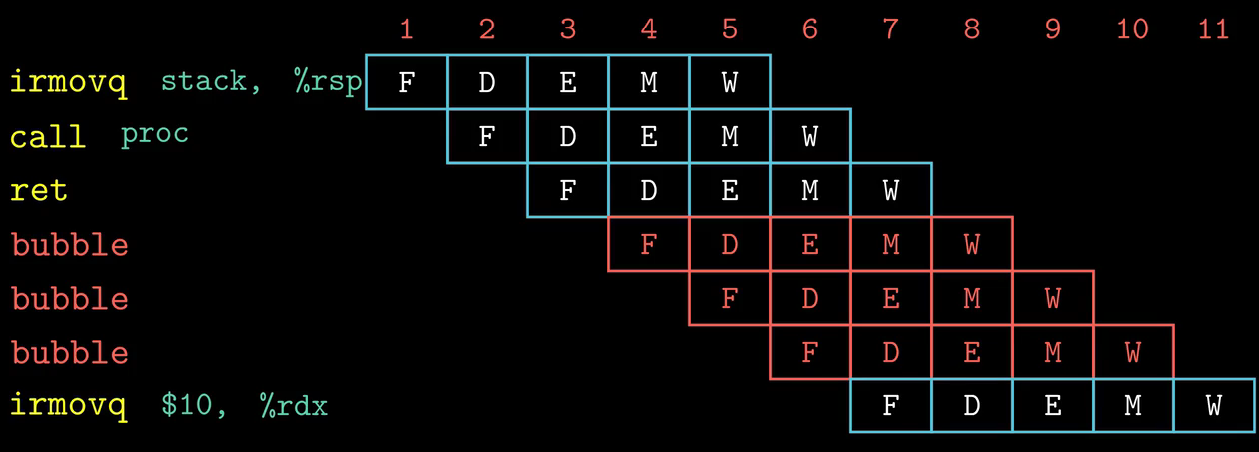 1 2 3 4 5 6 7 8 9 10 11
irmovq stack, %rsp F D E M W
call proc F D E M W
ret F D E M W
bubble F D E M W
bubble F D E M W
bubble F D E M W
irmovq $10, %rdx F D E M W